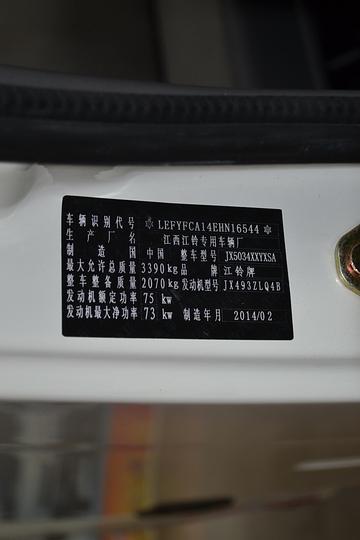 车辆识别代号 ※LEFYFCA14EHN16544※
生产厂名 江西江铃专用车辆厂
制造国 中国 整车型号 JX5034XXYXSA
最大允许总质量 3390kg 品牌 江铃牌
整车整备质量 2070kg 发动机型号 JX493ZLQ4B
发动机额定功率 75 kw
发动机最大净功率 73 kw 制造年月 2014/02